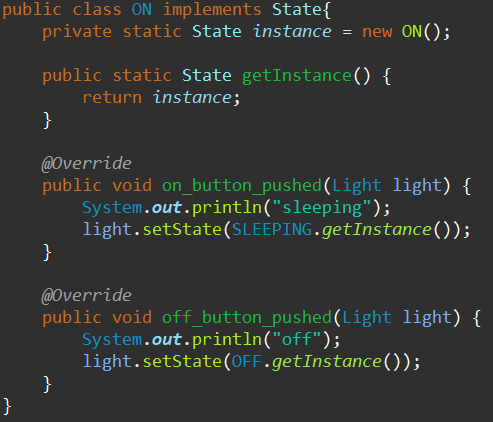 public class ON implements State{
    private static State instance = new ON();

    public static State getInstance() {
        return instance;
    }

    @Override
    public void on_button_pushed(Light light) {
        System.out.println("sleeping");
        light.setState(SLEEPING.getInstance());
    }

    @Override
    public void off_button_pushed(Light light) {
        System.out.println("off");
        light.setState(OFF.getInstance());
    }
}